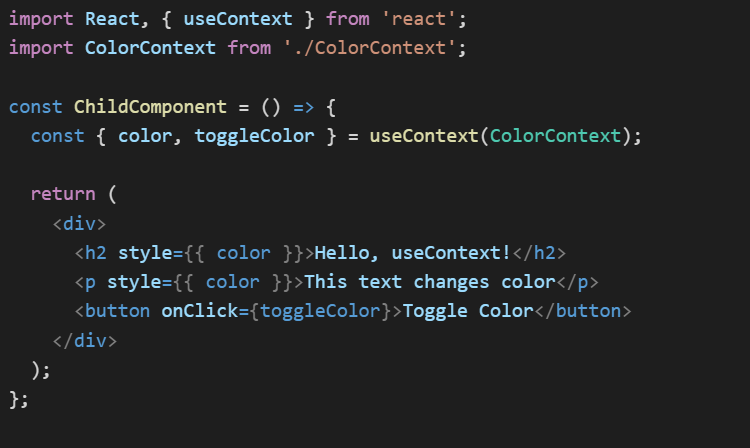 import React, { useContext } from 'react';
import ColorContext from './ColorContext';

const ChildComponent = () => {
  const { color, toggleColor } = useContext(ColorContext);

  return (
    <div>
      <h2 style={{ color }}>Hello, useContext!</h2>
      <p style={{ color }}>This text changes color</p>
      <button onClick={toggleColor}>Toggle Color</button>
    </div>
  );
};